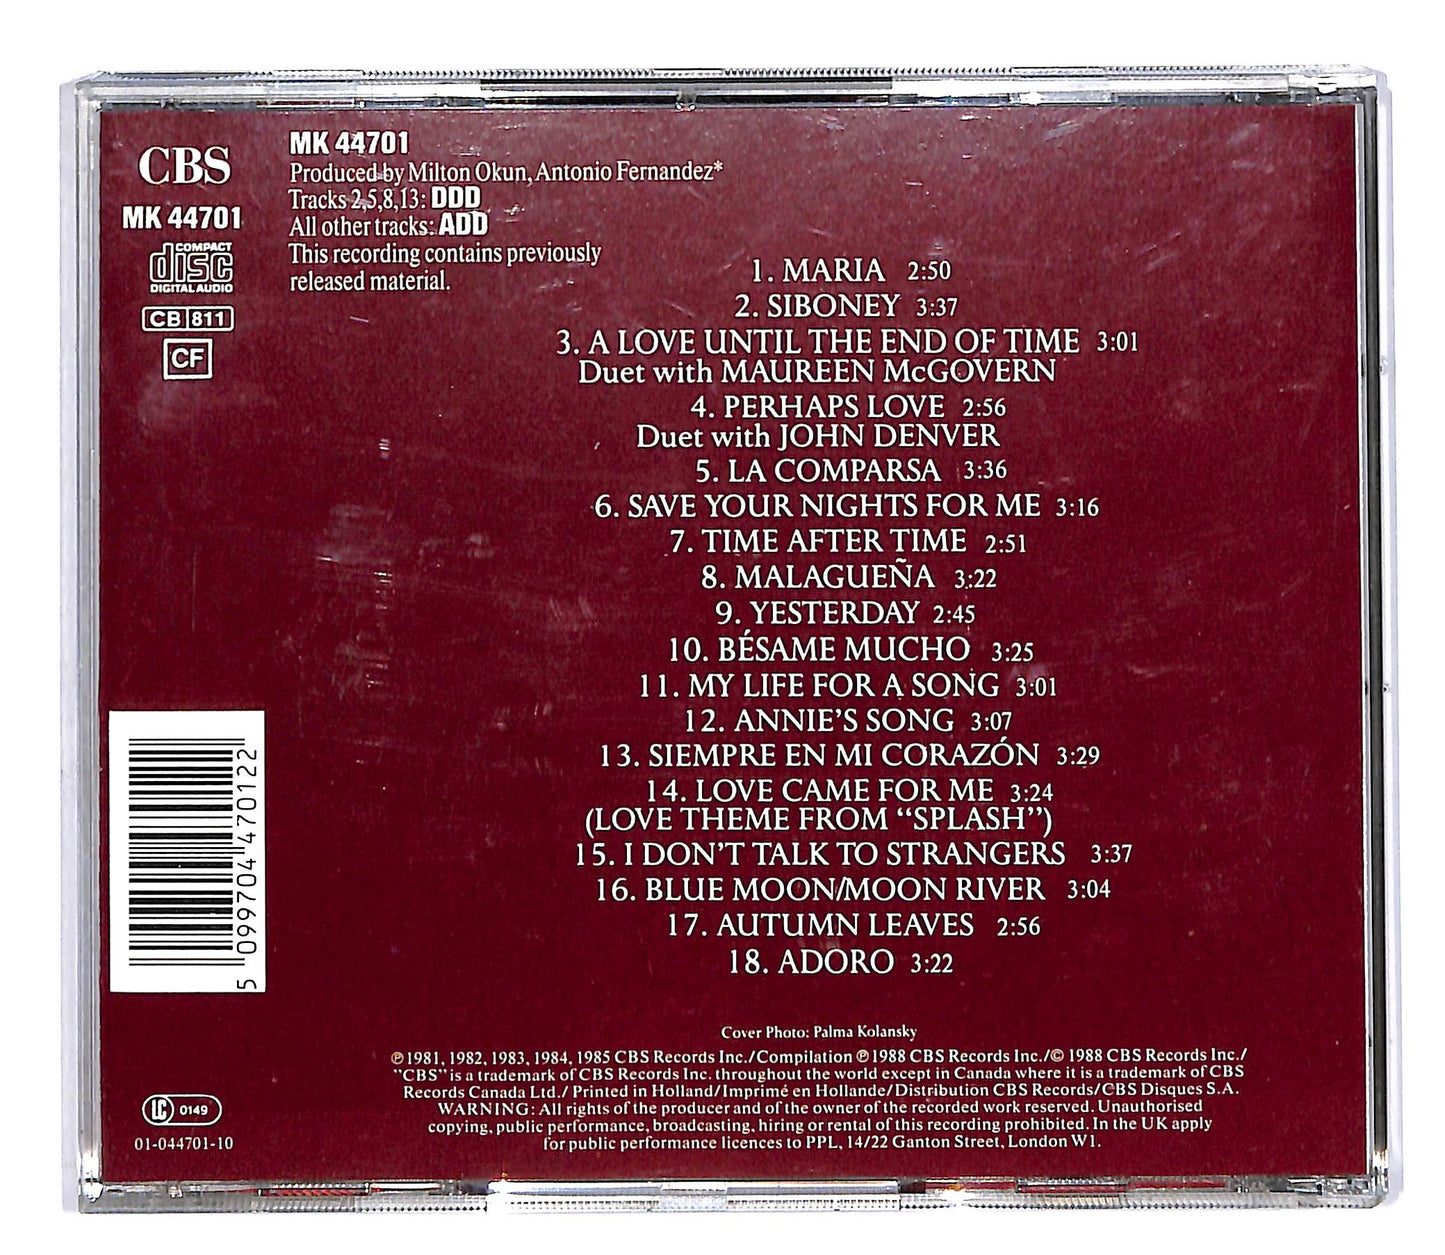 CBS
MK 44701
COMPACT
disc
DIGITAL AUDIO
CB 811
CF
MK 44701
Produced by Milton Okun, Antonio Fernandez*
Tracks 2,5,8,13: DDD
All other tracks: ADD
This recording contains previously
released material.
1. MARIA 2:50
2. SIBONEY 3:37
3. A LOVE UNTIL THE END OF TIME 3:01
Duet with MAUREEN McGOVERN
4. PERHAPS LOVE 2:56
Duet with JOHN DENVER
5. LA COMPARSA 3:36
6. SAVE YOUR NIGHTS FOR ME 3:16
7. TIME AFTER TIME 2:51
8. MALAGUEÑA 3:22
9. YESTERDAY 2:45
10. BÉSAME MUCHO 3:25
11. MY LIFE FOR A SONG 3:01
12. ANNIE'S SONG 3:07
13. SIEMPRE EN MI CORAZÓN 3:29
14. LOVE CAME FOR ME 3:24
(LOVE THEME FROM “SPLASH”)
15. I DON'T TALK TO STRANGERS 3:37
16. BLUE MOON/MOON RIVER 3:04
17. AUTUMN LEAVES 2:56
18. ADORO 3:22
5 099704 470122
Cover Photo: Palma Kolansky
℗ 1981, 1982, 1983, 1984, 1985 CBS Records Inc./Compilation ℗ 1988 CBS Records Inc./© 1988 CBS Records Inc./
"CBS" is a trademark of CBS Records Inc. throughout the world except in Canada where it is a trademark of CBS
Records Canada Ltd./ Printed in Holland/Imprimé en Hollande/Distribution CBS Records/CBS Disques S.A.
WARNING: All rights of the producer and of the owner of the recorded work reserved. Unauthorised
copying, public performance, broadcasting, hiring or rental of this recording prohibited. In the UK apply
for public performance licences to PPL, 14/22 Ganton Street, London W1.
LC 0149
01-044701-10